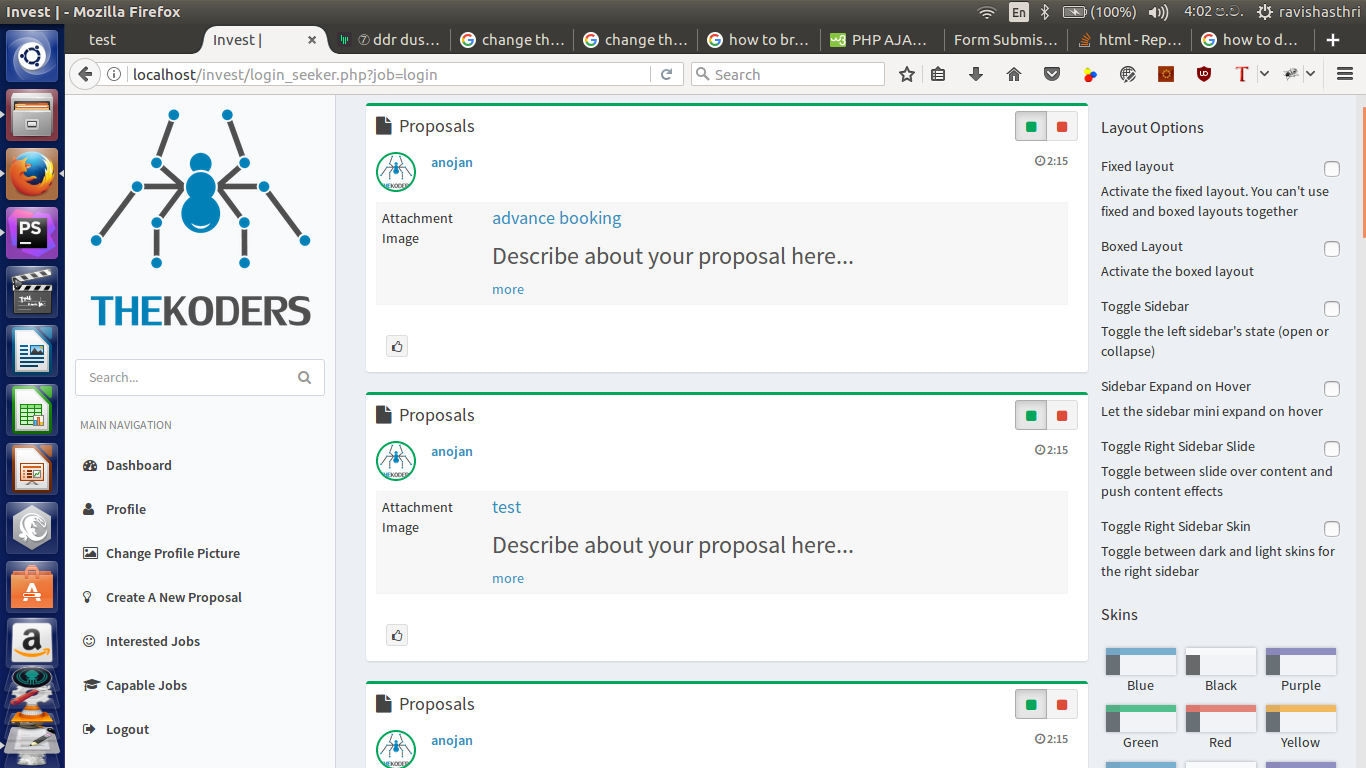 Invest | - Mozilla Firefox
En
(100%)
4:02 ප.ව.
ravishasthri
test
Invest |
⑦ ddr dus...
change th...
change th...
how to br...
PHP AJA...
Form Submis...
html - Rep...
how to d...
localhost/invest/login_seeker.php?job=login
Search
THEKODERS
Search...
MAIN NAVIGATION
Dashboard
Profile
Change Profile Picture
Create A New Proposal
Interested Jobs
Capable Jobs
Logout
Proposals
anojan
2:15
Attachment
Image
advance booking
Describe about your proposal here...
more
Proposals
anojan
2:15
Attachment
Image
test
Describe about your proposal here...
more
Proposals
anojan
2:15
Layout Options
Fixed layout
Activate the fixed layout. You can't use
fixed and boxed layouts together
Boxed Layout
Activate the boxed layout
Toggle Sidebar
Toggle the left sidebar's state (open or
collapse)
Sidebar Expand on Hover
Let the sidebar mini expand on hover
Toggle Right Sidebar Slide
Toggle between slide over content and
push content effects
Toggle Right Sidebar Skin
Toggle between dark and light skins for
the right sidebar
Skins
Blue
Black
Purple
Green
Red
Yellow